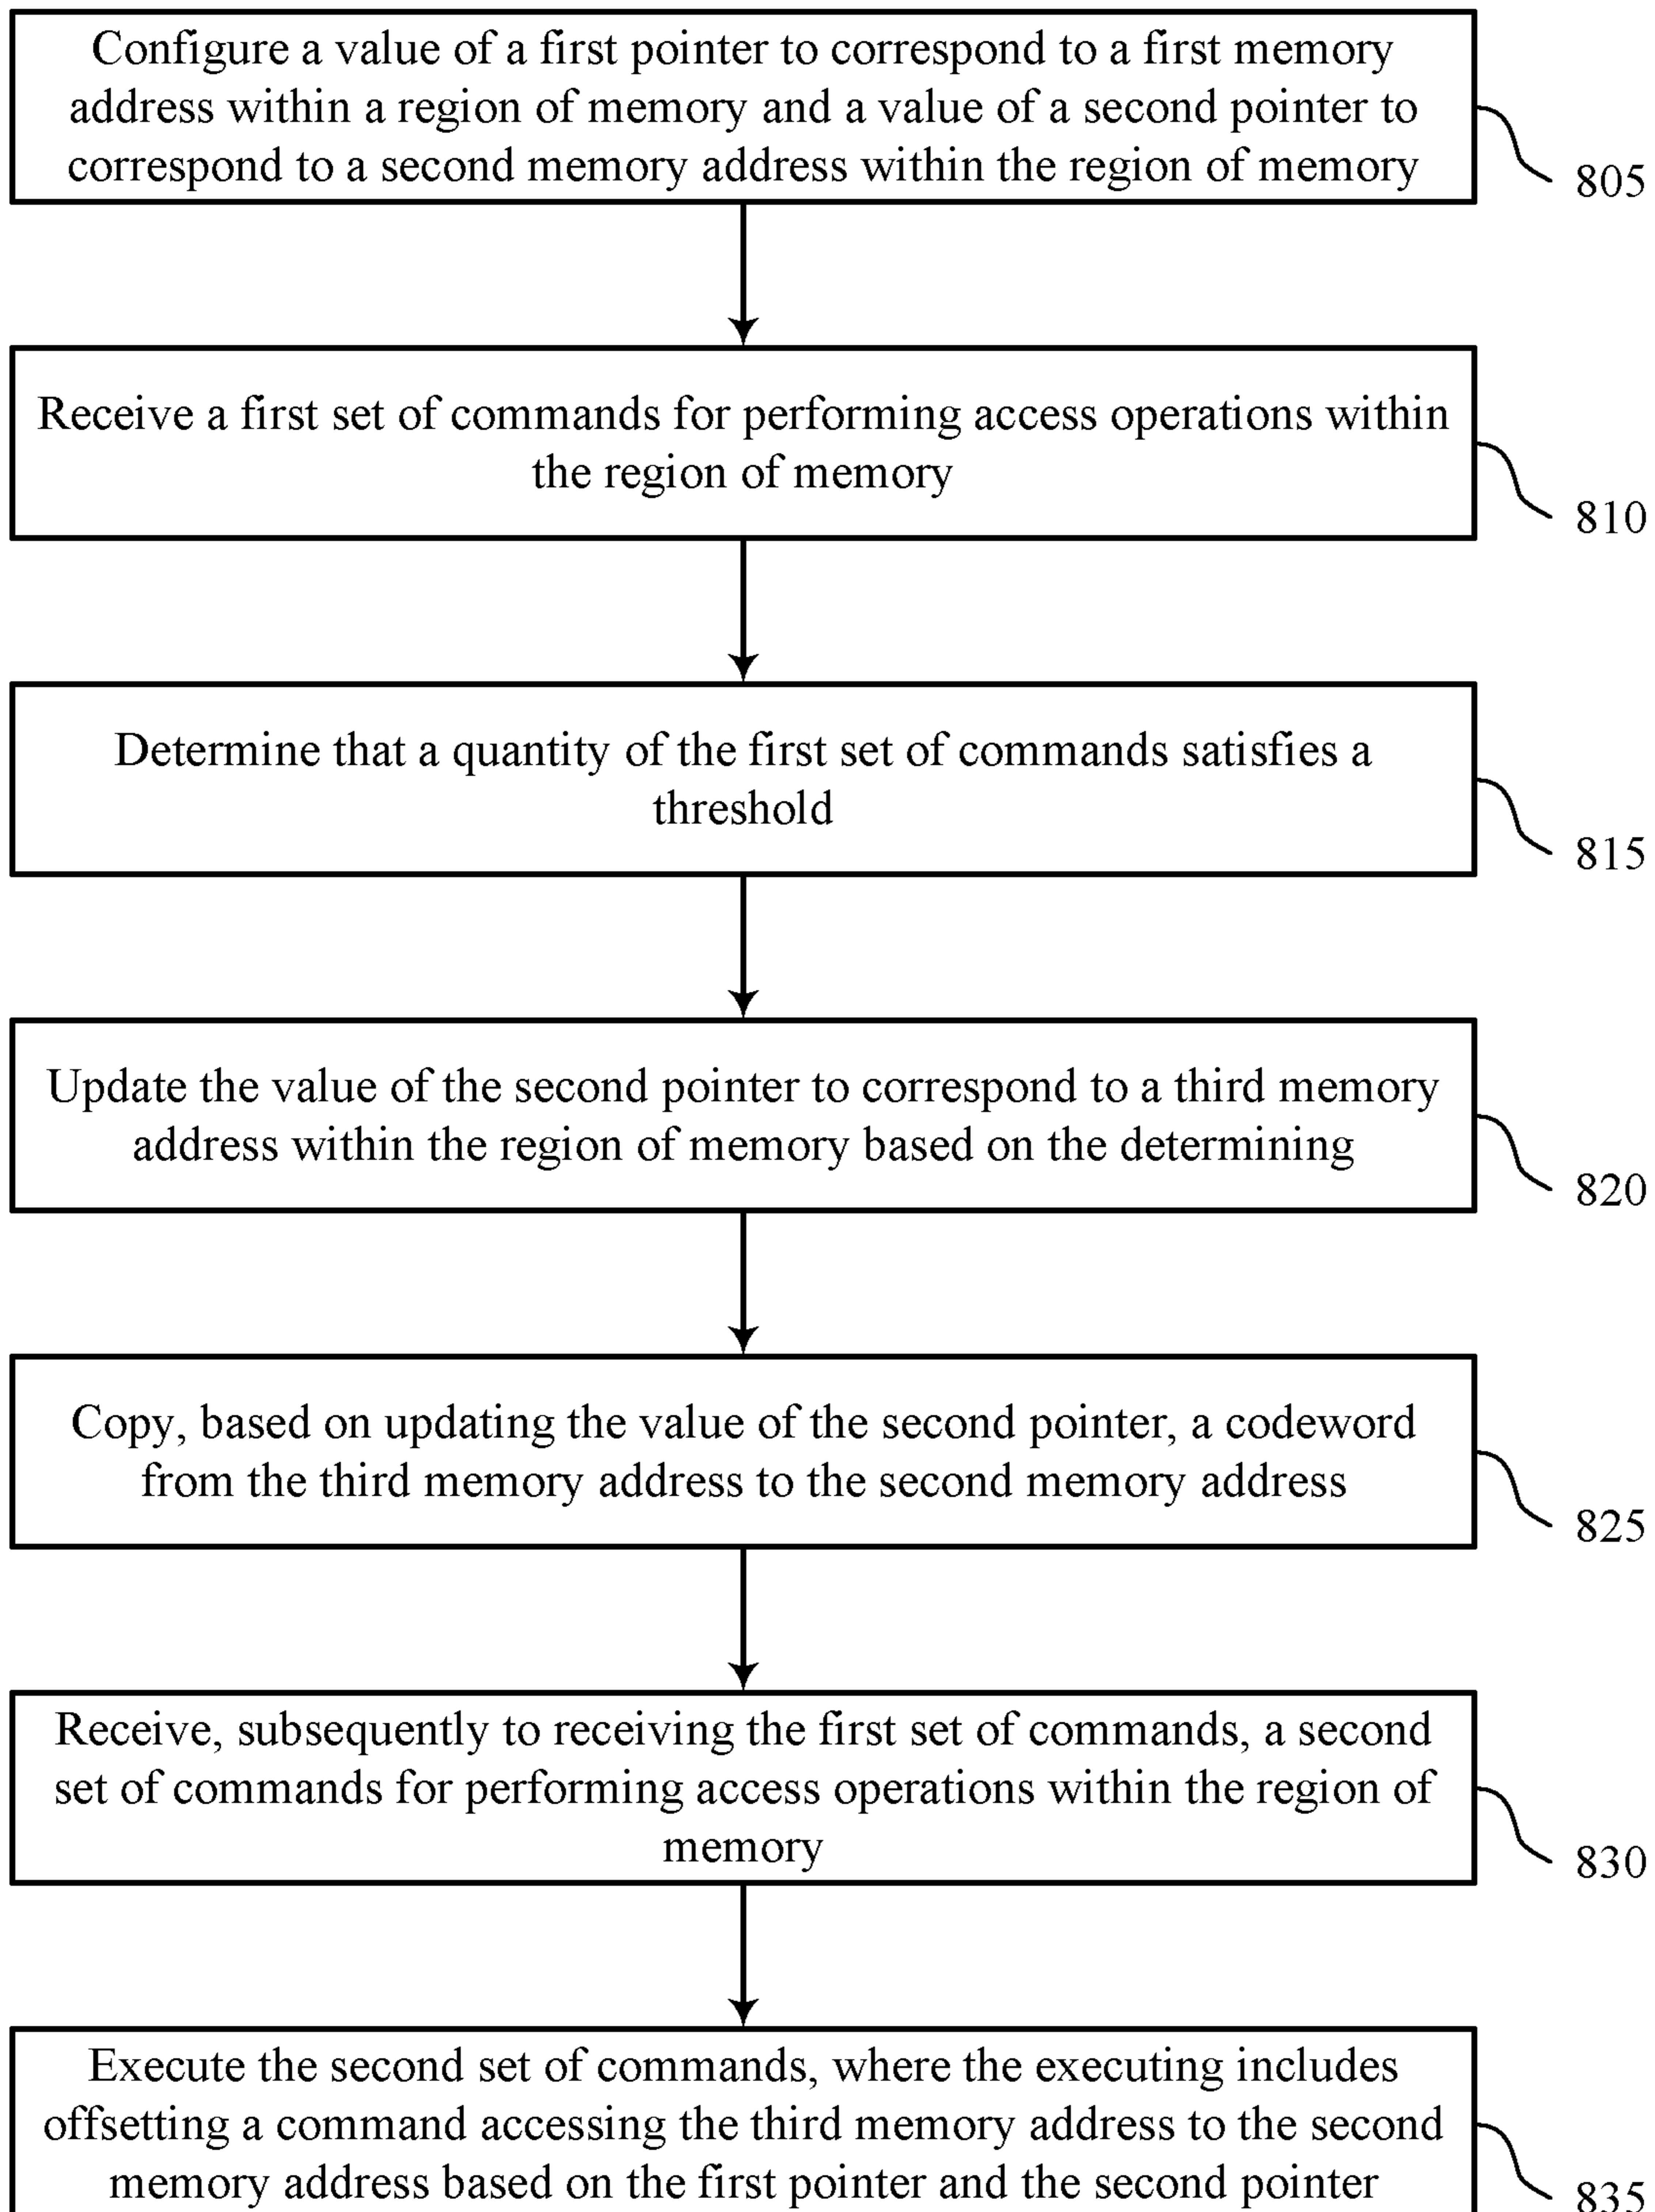 Configure a value of a first pointer to correspond to a first memory
address within a region of memory and a value of a second pointer to
correspond to a second memory address within the region of memory
805
Receive a first set of commands for performing access operations within
the region of memory
810
Determine that a quantity of the first set of commands satisfies a
threshold
815
Update the value of the second pointer to correspond to a third memory
address within the region of memory based on the determining
820
Copy, based on updating the value of the second pointer, a codeword
from the third memory address to the second memory address
825
Receive, subsequently to receiving the first set of commands, a second
set of commands for performing access operations within the region of
memory
830
Execute the second set of commands, where the executing includes
offsetting a command accessing the third memory address to the second
memory address based on the first pointer and the second pointer
835